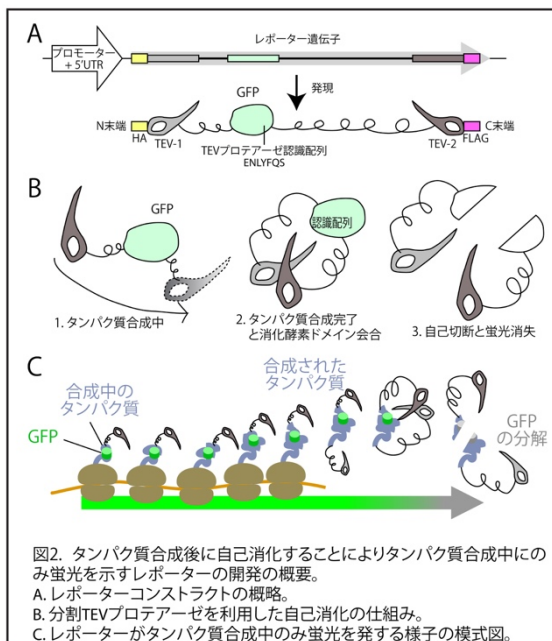 A
プロモーター
+ 5'UTR
レポーター遺伝子
GFP
発現
N末端
C末端
HA
TEV-1
TEVプロテアーゼ認識配列
ENLYFQS
TEV-2
FLAG
B
GFP
認識配列
1. タンパク質合成中
2. タンパク質合成完了
と消化酵素ドメイン会合
3. 自己切断と蛍光消失
C
合成中の
タンパク質
合成された
タンパク質
GFP
GFP
の分解
図2. タンパク質合成後に自己消化することによりタンパク質合成中にの
み蛍光を示すレポーターの開発の概要。
A. レポーターコンストラクトの概略。
B. 分割TEVプロテアーゼを利用した自己消化の仕組み。
C. レポーターがタンパク質合成中のみ蛍光を発する様子の模式図。